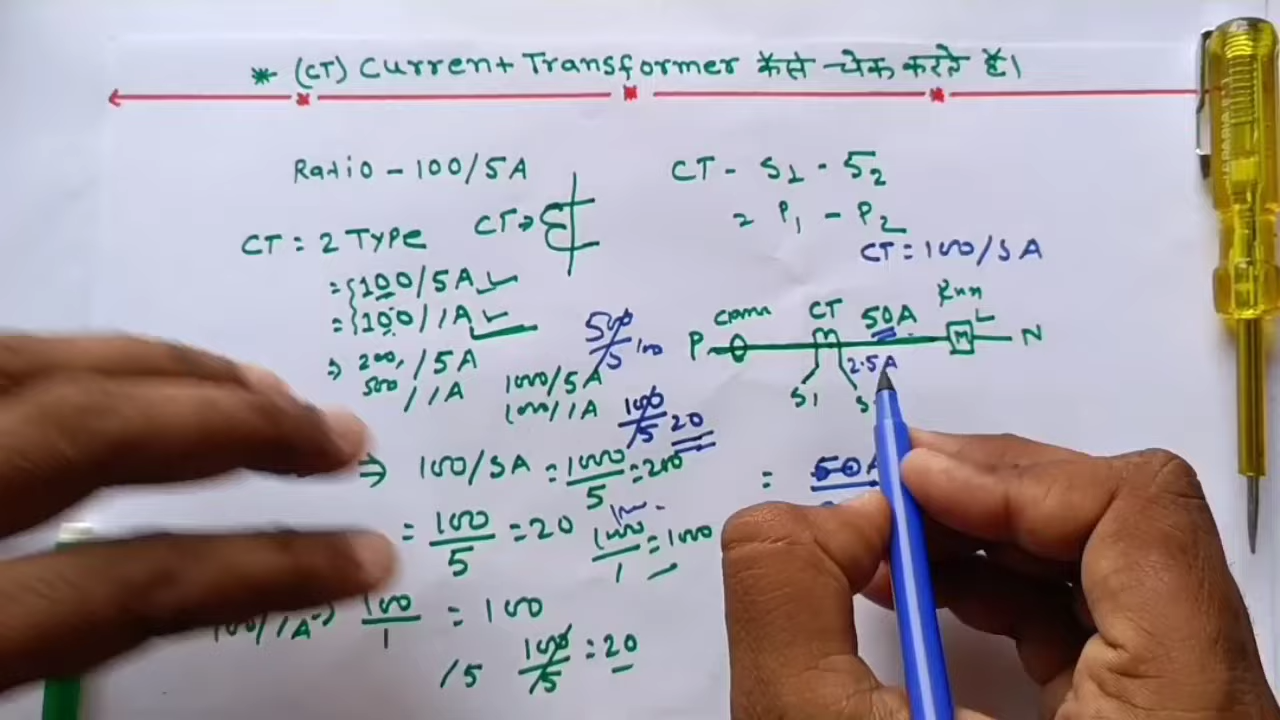 * (CT) Current Transformer कैसे चेक करते है।
Ratio - 100/5A
CT - S1 - S2
= P1 - P2
CT = 2 Type
CT →
CT = 100/5A
= { 100/5A ✓
= { 100/1A ✓
⇒ 200, /5A
500 / 1A
1000/5A
1000/1A
500/5 100
100/5 20
P
CT
50A
L
M
N
2.5A
S1
S
⇒ 100/5A = 1000/5 = 200
= 50A
= 100/5 = 20
1000/1 = 100
100/1A ⇒ 100/1 = 100
/5 100/5 = 20